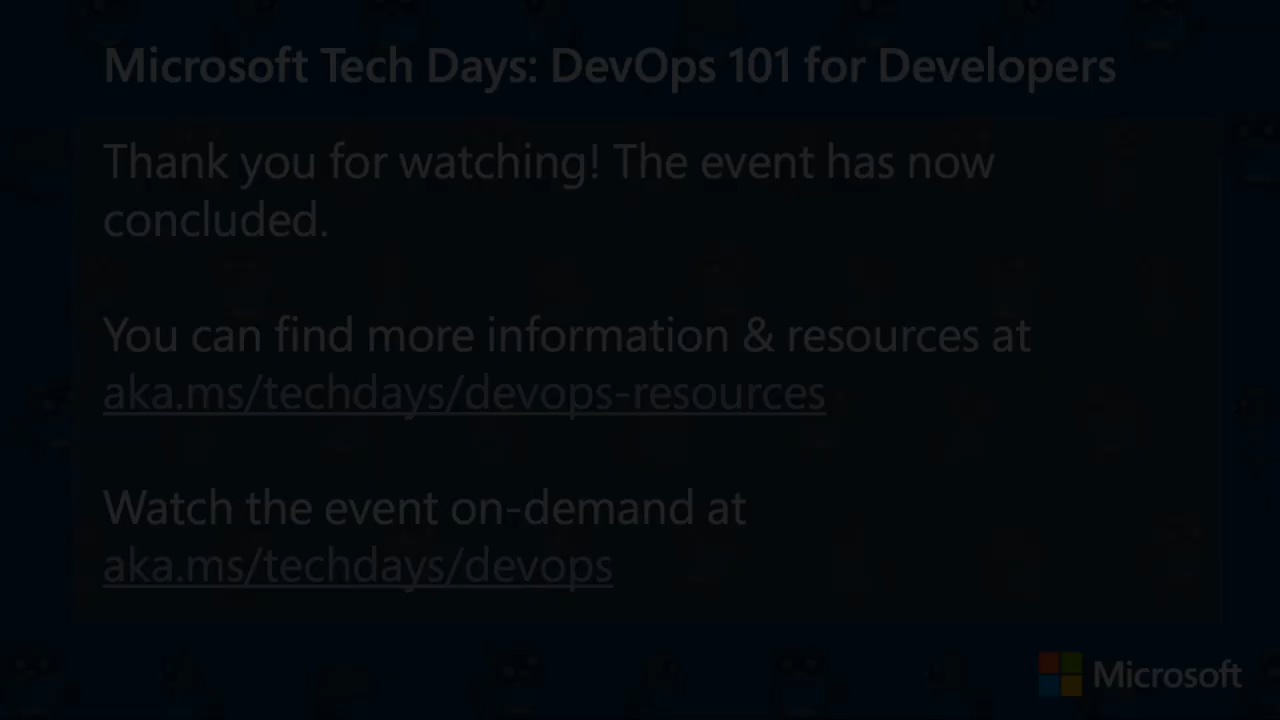 Microsoft Tech Days: DevOps 101 for Developers
Thank you for watching! The event has now
concluded.
You can find more information & resources at
aka.ms/techdays/devops-resources
Watch the event on-demand at
aka.ms/techdays/devops
Microsoft